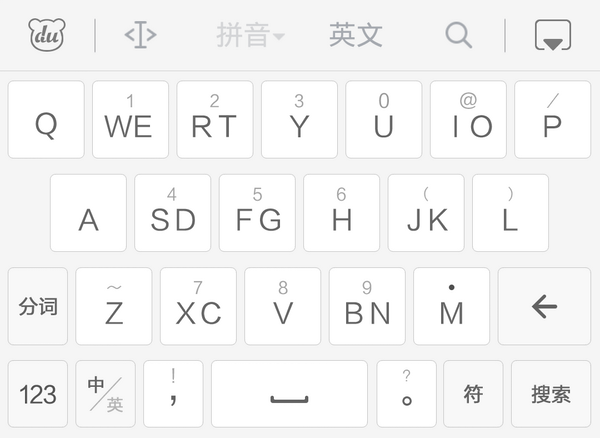 du 拼音 英文
1 2 3 0 @ /
Q WE RT Y U IO P
4 5 6 ( )
A SD FG H JK L
~ 7 8 9 •
分词 Z XC V BN M ←
! ?
123 中/英 , 。 符 搜索